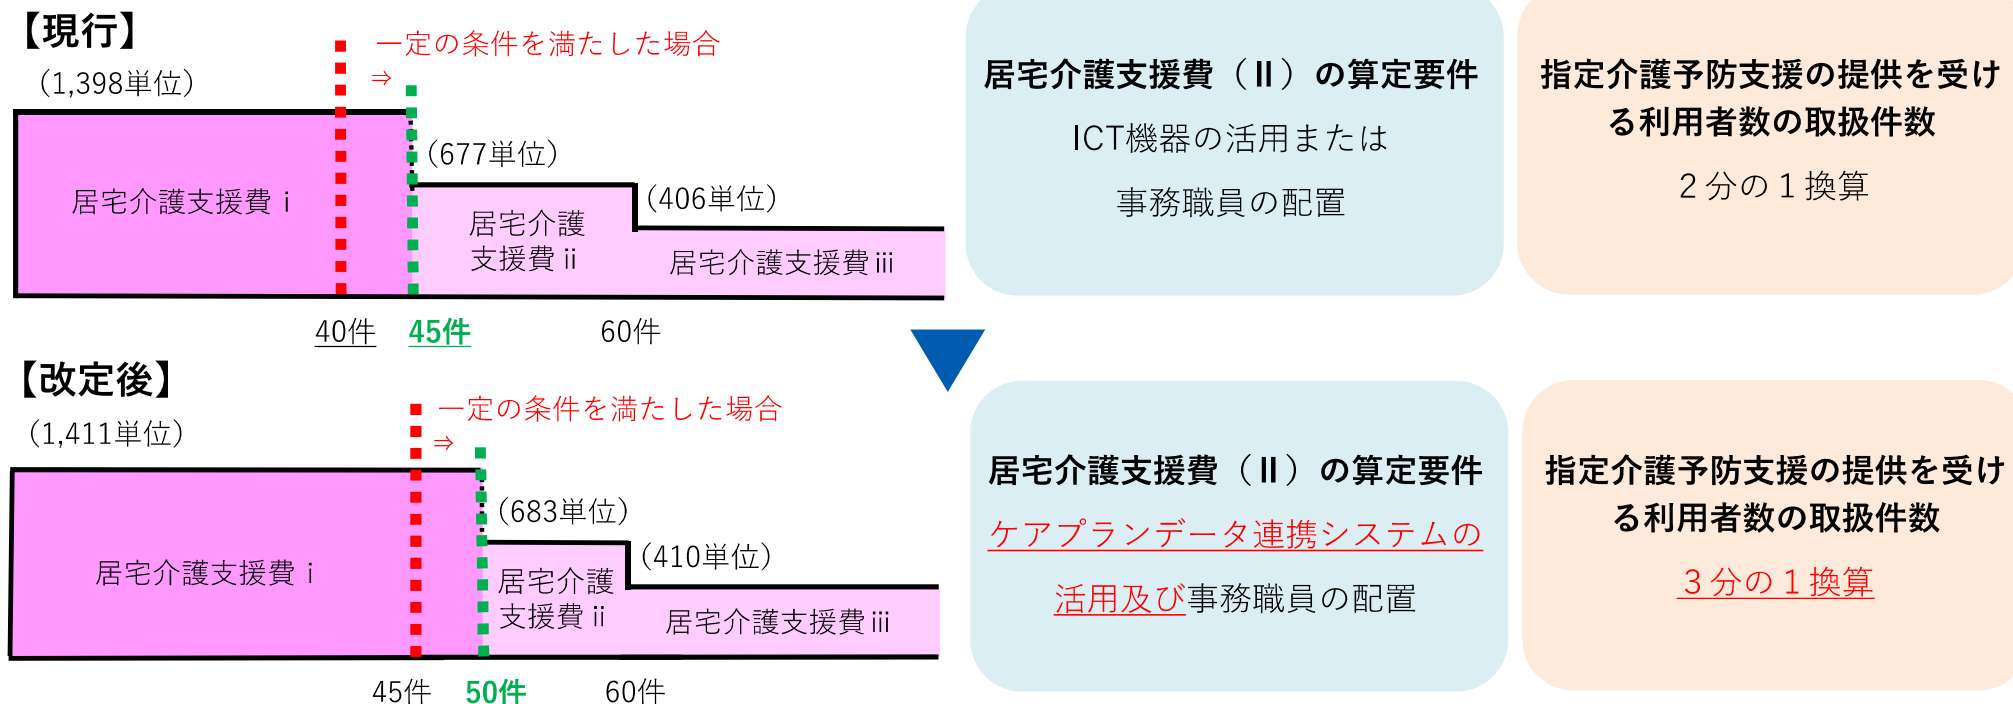 【現行】
一定の条件を満たした場合
⇒
（1,398単位）
（677単位）
（406単位）
居宅介護支援費ⅰ
居宅介護
支援費ⅱ
居宅介護支援費ⅲ
40件
45件
60件
居宅介護支援費（Ⅱ）の算定要件
ICT機器の活用または
事務職員の配置
指定介護予防支援の提供を受け
る利用者数の取扱件数
２分の１換算
【改定後】
一定の条件を満たした場合
⇒
（1,411単位）
（683単位）
（410単位）
居宅介護支援費ⅰ
居宅介護
支援費ⅱ
居宅介護支援費ⅲ
45件
50件
60件
居宅介護支援費（Ⅱ）の算定要件
ケアプランデータ連携システムの
活用及び事務職員の配置
指定介護予防支援の提供を受け
る利用者数の取扱件数
３分の１換算